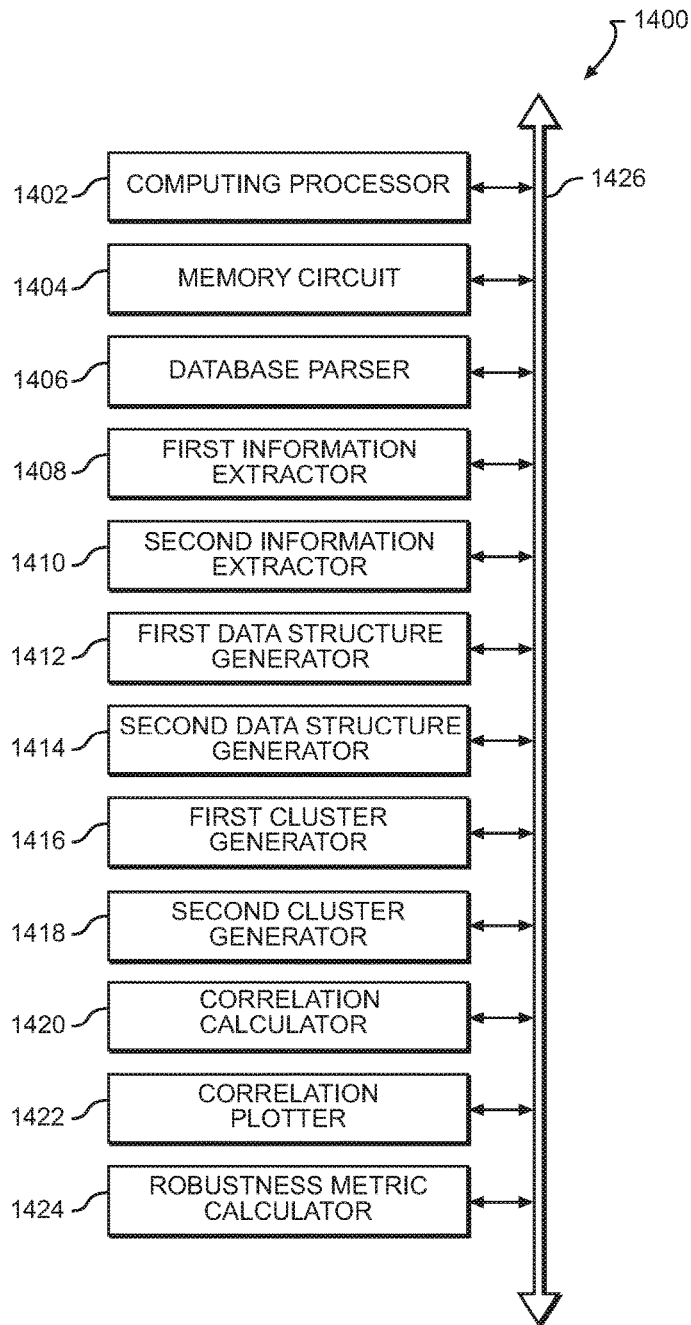 1400
1426
1402
COMPUTING PROCESSOR
1404
MEMORY CIRCUIT
1406
DATABASE PARSER
1408
FIRST INFORMATION
EXTRACTOR
1410
SECOND INFORMATION
EXTRACTOR
1412
FIRST DATA STRUCTURE
GENERATOR
1414
SECOND DATA STRUCTURE
GENERATOR
1416
FIRST CLUSTER
GENERATOR
1418
SECOND CLUSTER
GENERATOR
1420
CORRELATION
CALCULATOR
1422
CORRELATION
PLOTTER
1424
ROBUSTNESS METRIC
CALCULATOR